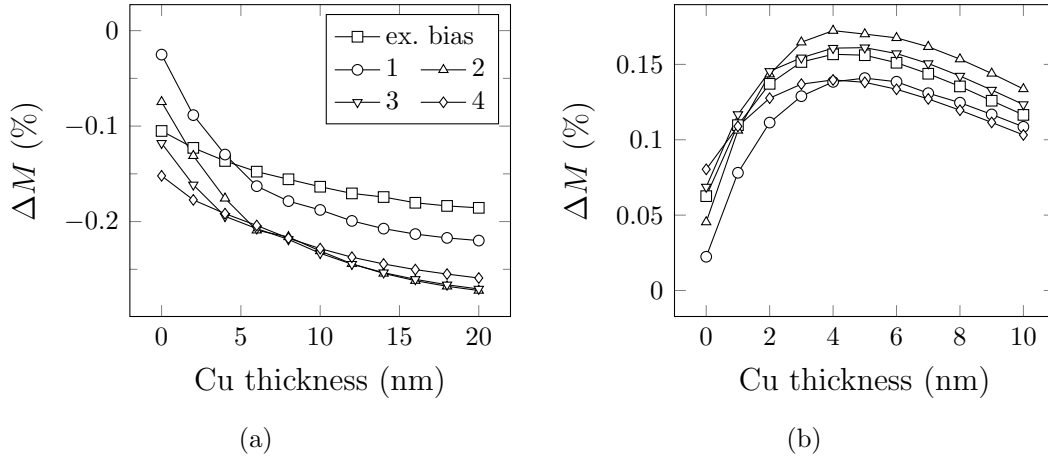 0
−0.1
−0.2
ΔM (%)
0 5 10 15 20
Cu thickness (nm)
ex. bias
1 2
3 4
(a)
0.15
0.1
0.05
0
ΔM (%)
0 2 4 6 8 10
Cu thickness (nm)
(b)